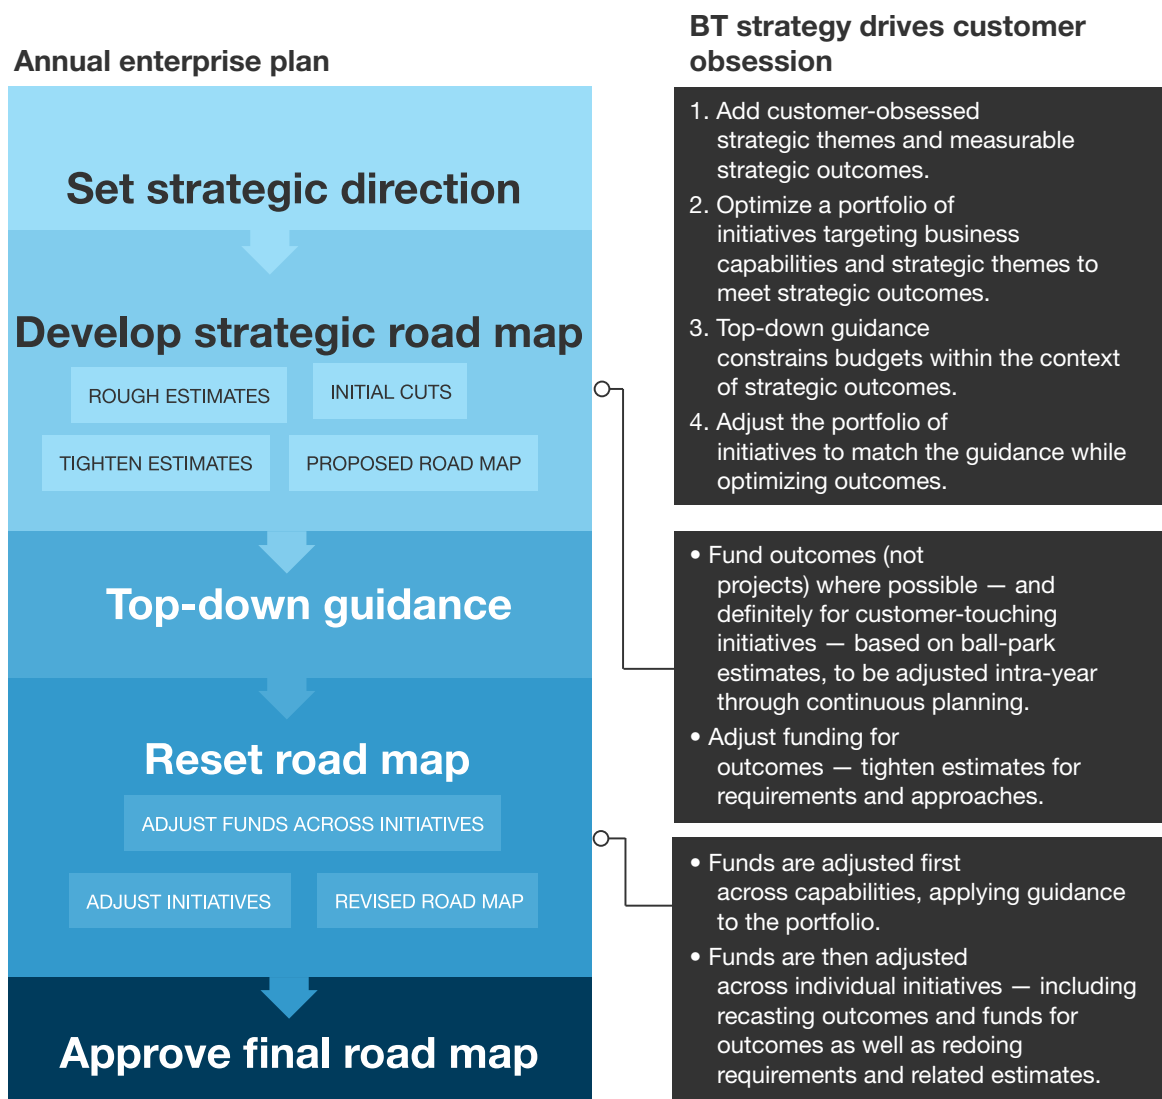 Annual enterprise plan
Set strategic direction
Develop strategic road map
ROUGH ESTIMATES
INITIAL CUTS
TIGHTEN ESTIMATES
PROPOSED ROAD MAP
Top-down guidance
Reset road map
ADJUST FUNDS ACROSS INITIATIVES
ADJUST INITIATIVES
REVISED ROAD MAP
Approve final road map
BT strategy drives customer
obsession
1. Add customer-obsessed
strategic themes and measurable
strategic outcomes.
2. Optimize a portfolio of
initiatives targeting business
capabilities and strategic themes to
meet strategic outcomes.
3. Top-down guidance
constrains budgets within the context
of strategic outcomes.
4. Adjust the portfolio of
initiatives to match the guidance while
optimizing outcomes.
• Fund outcomes (not
projects) where possible — and
definitely for customer-touching
initiatives — based on ball-park
estimates, to be adjusted intra-year
through continuous planning.
• Adjust funding for
outcomes — tighten estimates for
requirements and approaches.
• Funds are adjusted first
across capabilities, applying guidance
to the portfolio.
• Funds are then adjusted
across individual initiatives — including
recasting outcomes and funds for
outcomes as well as redoing
requirements and related estimates.